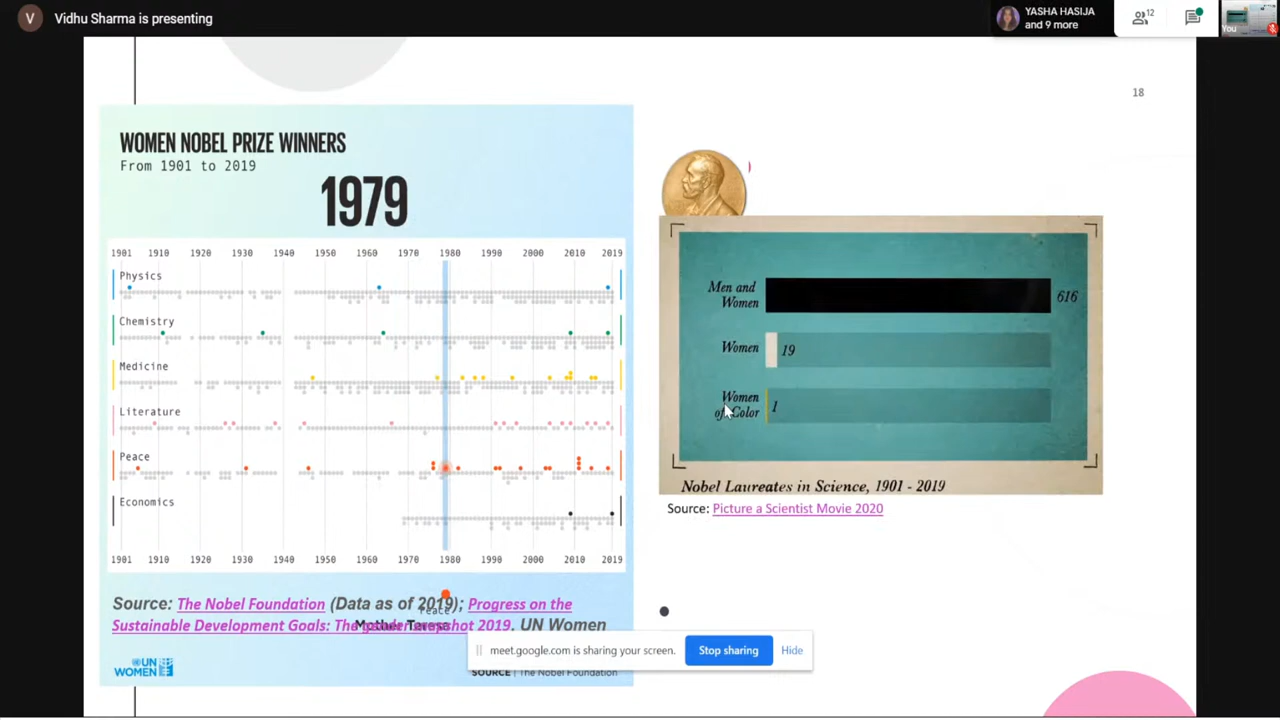 V Vidhu Sharma is presenting
YASHA HASIJA
and 9 more
12
You
18
WOMEN NOBEL PRIZE WINNERS
From 1901 to 2019
1979
1901 1910 1920 1930 1940 1950 1960 1970 1980 1990 2000 2010 2019
Physics
Chemistry
Medicine
Literature
Peace
Economics
1901 1910 1920 1930 1940 1950 1960 1970 1980 1990 2000 2010 2019
Peace
Source: The Nobel Foundation (Data as of 2019); Progress on the
Sustainable Development Goals: The gender snapshot 2019. UN Women
UN
WOMEN
SOURCE | The Nobel Foundation
Men and
Women
616
Women
19
Women
of Color
1
Nobel Laureates in Science, 1901 - 2019
Source: Picture a Scientist Movie 2020
meet.google.com is sharing your screen.
Stop sharing
Hide